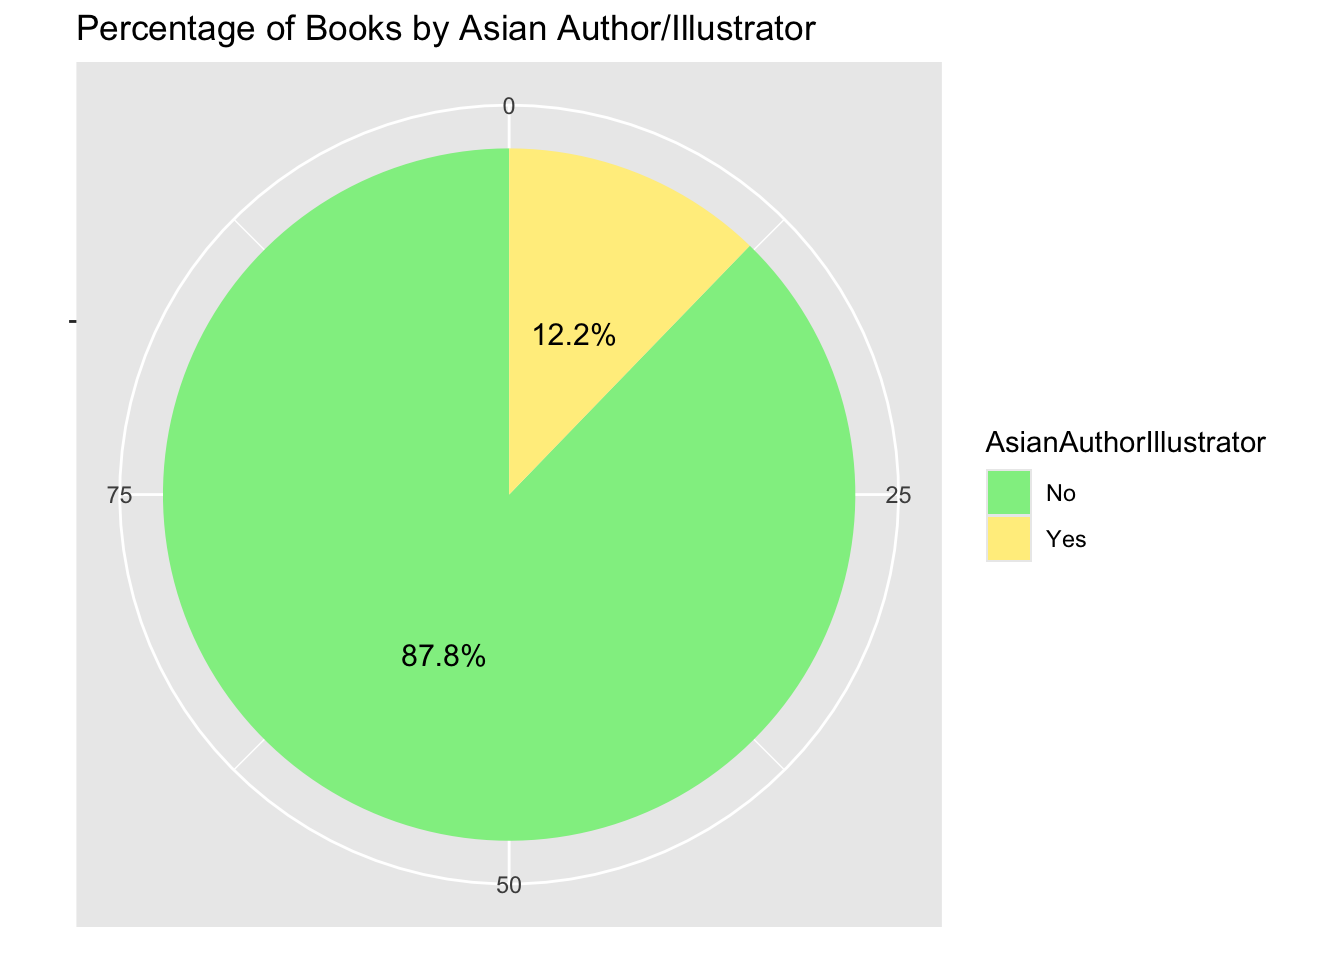 Percentage of Books by Asian Author/Illustrator
0
12.2%
75
25
87.8%
50
AsianAuthorIllustrator
No
Yes